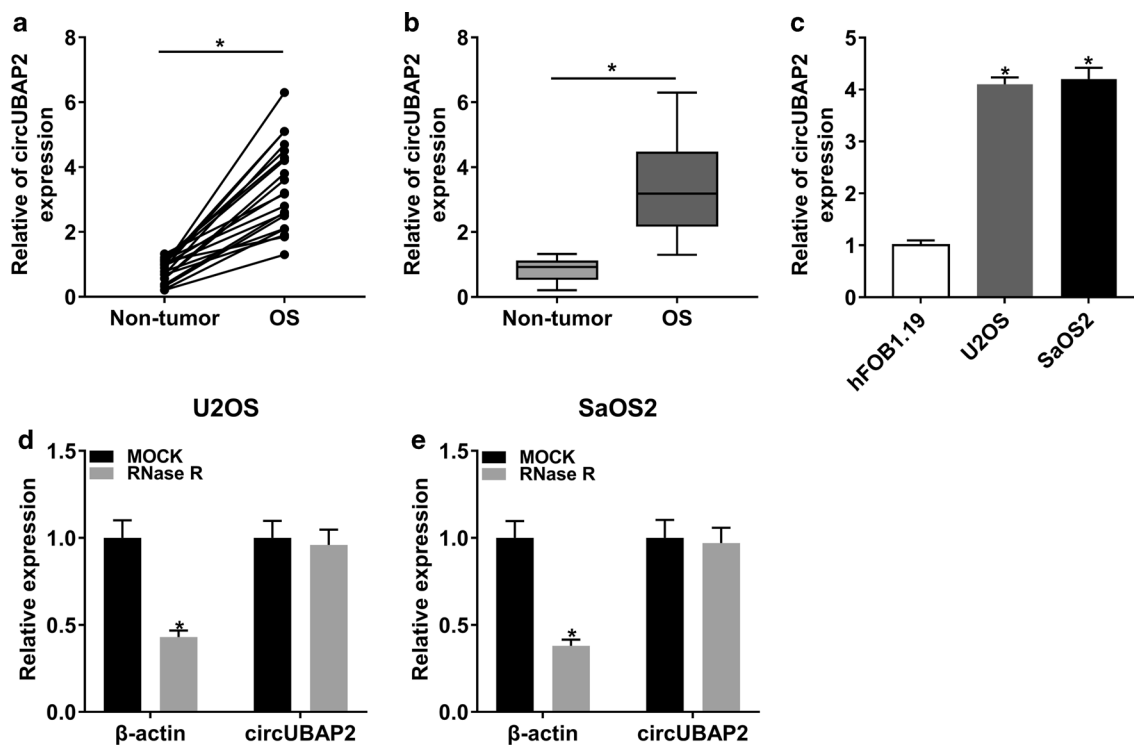 a
Relative of circUBAP2
expression
8
6
4
2
0
*
Non-tumor
OS
b
Relative of circUBAP2
expression
8
6
4
2
0
*
Non-tumor
OS
c
Relative of circUBAP2
expression
5
4
3
2
1
0
*
*
hFOB1.19
U2OS
SaOS2
d
U2OS
Relative expression
1.5
1.0
0.5
0.0
MOCK
RNase R
*
β-actin
circUBAP2
e
SaOS2
Relative expression
1.5
1.0
0.5
0.0
MOCK
RNase R
*
β-actin
circUBAP2